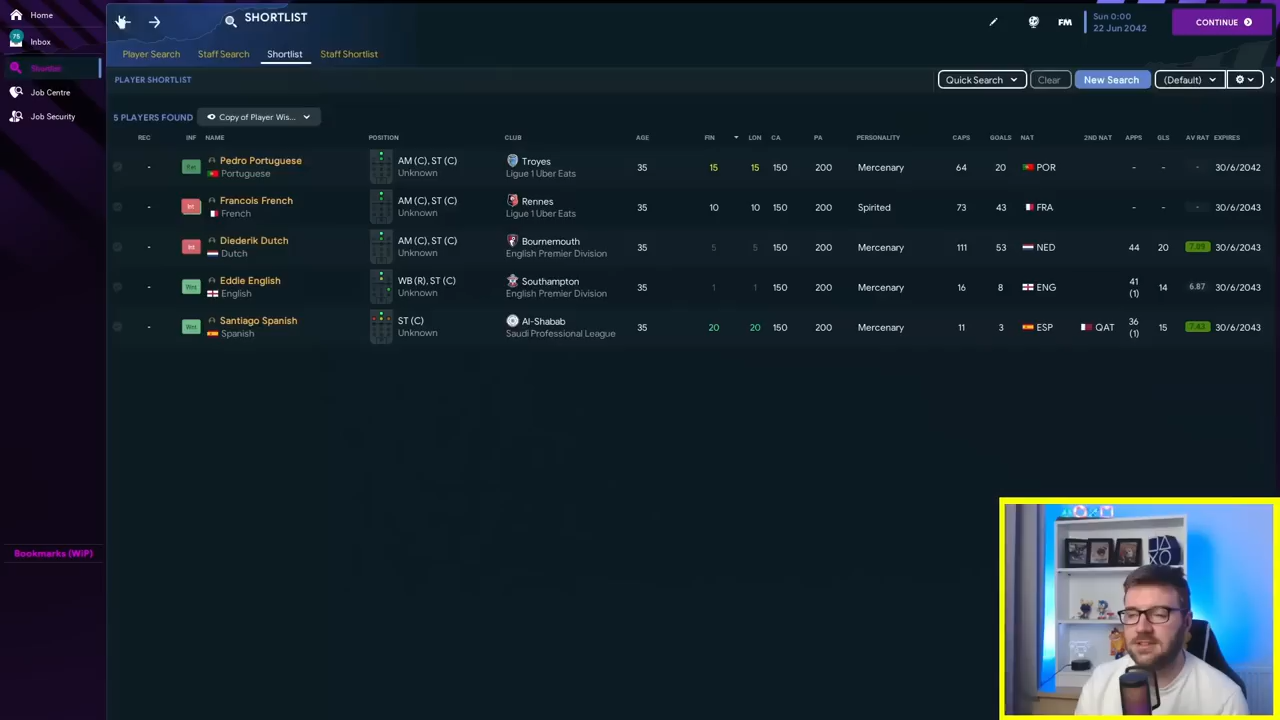 Home
SHORTLIST
FM
Sun 0:00
22 Jun 2042
CONTINUE
75
Inbox
Shortlist
Player Search
Staff Search
Shortlist
Staff Shortlist
PLAYER SHORTLIST
Quick Search
Clear
New Search
(Default)
Job Centre
Job Security
5 PLAYERS FOUND
Copy of Player Wis...
REC INF NAME POSITION CLUB AGE FIN LON CA PA PERSONALITY CAPS GOALS NAT 2ND NAT APPS GLS AV RAT EXPIRES
- Pedro Portuguese AM (C), ST (C) Troyes 35 15 15 150 200 Mercenary 64 20 POR - - - 30/6/2042
Portuguese Unknown Ligue 1 Uber Eats
- Int Francois French AM (C), ST (C) Rennes 35 10 10 150 200 Spirited 73 43 FRA - - - 30/6/2043
French Unknown Ligue 1 Uber Eats
- Int Diederik Dutch AM (C), ST (C) Bournemouth 35 5 5 150 200 Mercenary 111 53 NED 44 20 30/6/2043
Dutch Unknown English Premier Division
- Wnt Eddie English WB (R), ST (C) Southampton 35 1 1 150 200 Mercenary 16 8 ENG 41 (1) 14 6.87 30/6/2043
English Unknown English Premier Division
- Wnt Santiago Spanish ST (C) Al-Shabab 35 20 20 150 200 Mercenary 11 3 ESP QAT 36 (1) 15 7.43 30/6/2043
Spanish Unknown Saudi Professional League
Bookmarks (WIP)